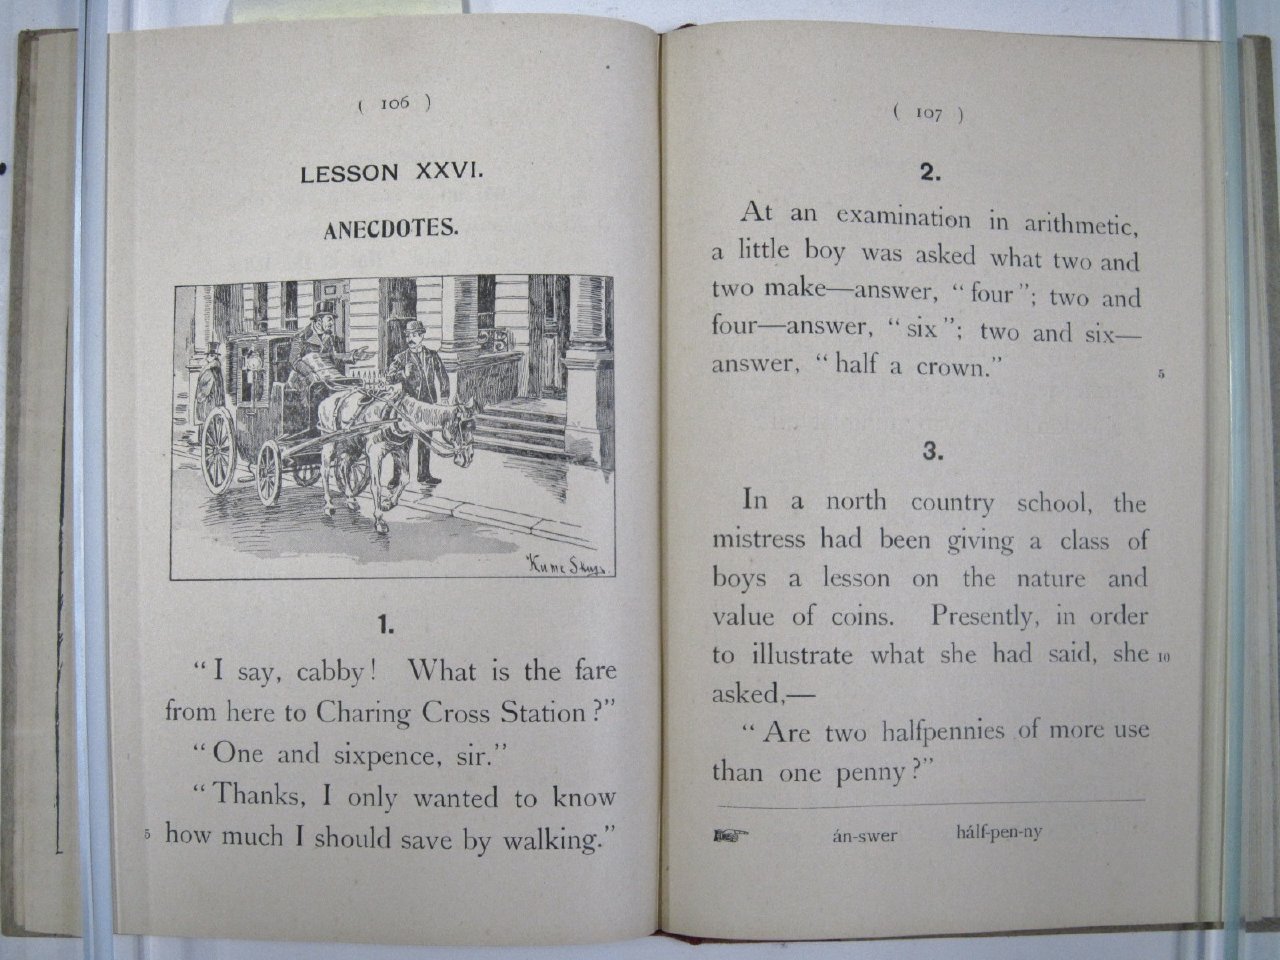 ( 106 )
LESSON XXVI.
ANECDOTES.
1.
“I say, cabby! What is the fare
from here to Charing Cross Station?”
“One and sixpence, sir.”
“Thanks, I only wanted to know
5 how much I should save by walking.”
( 107 )
2.
At an examination in arithmetic,
a little boy was asked what two and
two make—answer, “four”; two and
four—answer, “six”; two and six—
answer, “half a crown.” 5
3.
In a north country school, the
mistress had been giving a class of
boys a lesson on the nature and
value of coins. Presently, in order
to illustrate what she had said, she 10
asked,—
“Are two halfpennies of more use
than one penny?”
☞ án-swer hálf-pen-ny